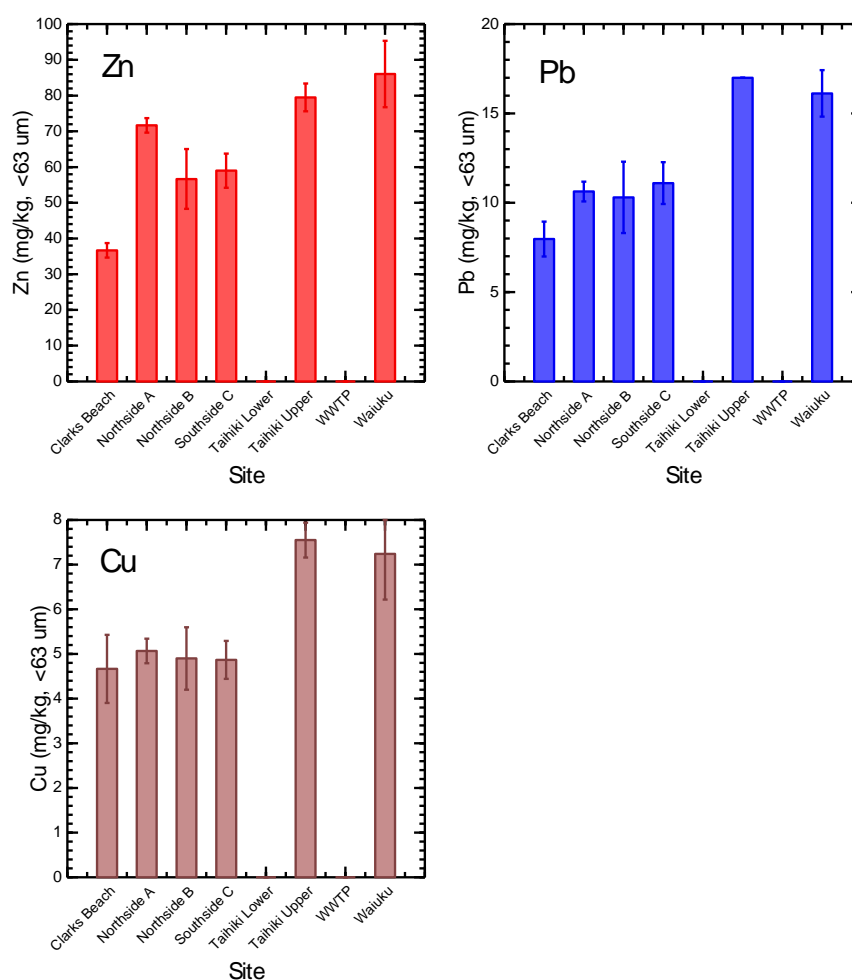 Zn
Zn (mg/kg, <63 um)
100
90
80
70
60
50
40
30
20
10
0
Clarks Beach
Northside A
Northside B
Southside C
Taihiki Lower
Taihiki Upper
WWTP
Waiuku
Site
Pb
Pb (mg/kg, <63 um)
20
15
10
5
0
Clarks Beach
Northside A
Northside B
Southside C
Taihiki Lower
Taihiki Upper
WWTP
Waiuku
Site
Cu
Cu (mg/kg, <63 um)
8
7
6
5
4
3
2
1
0
Clarks Beach
Northside A
Northside B
Southside C
Taihiki Lower
Taihiki Upper
WWTP
Waiuku
Site